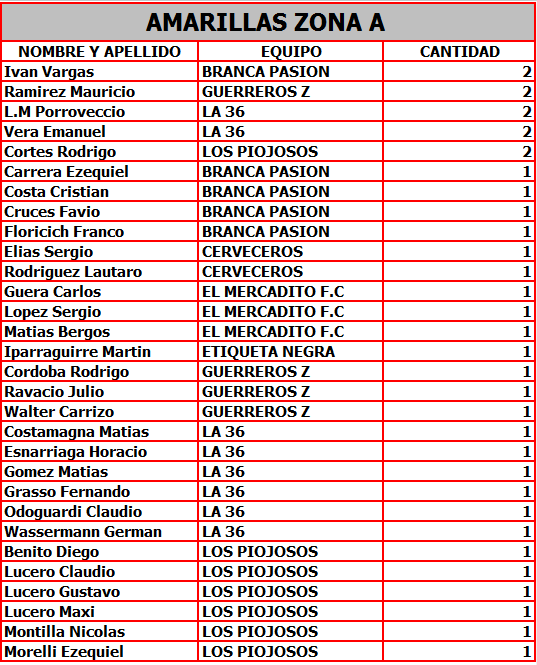 AMARILLAS ZONA A
NOMBRE Y APELLIDO EQUIPO CANTIDAD
Ivan Vargas BRANCA PASION 2
Ramirez Mauricio GUERREROS Z 2
L.M Porroveccio LA 36 2
Vera Emanuel LA 36 2
Cortes Rodrigo LOS PIOJOSOS 2
Carrera Ezequiel BRANCA PASION 1
Costa Cristian BRANCA PASION 1
Cruces Favio BRANCA PASION 1
Floricich Franco BRANCA PASION 1
Elias Sergio CERVECEROS 1
Rodriguez Lautaro CERVECEROS 1
Guera Carlos EL MERCADITO F.C 1
Lopez Sergio EL MERCADITO F.C 1
Matias Bergos EL MERCADITO F.C 1
Iparraguirre Martin ETIQUETA NEGRA 1
Cordoba Rodrigo GUERREROS Z 1
Ravacio Julio GUERREROS Z 1
Walter Carrizo GUERREROS Z 1
Costamagna Matias LA 36 1
Esnarriaga Horacio LA 36 1
Gomez Matias LA 36 1
Grasso Fernando LA 36 1
Odoguardi Claudio LA 36 1
Wassermann German LA 36 1
Benito Diego LOS PIOJOSOS 1
Lucero Claudio LOS PIOJOSOS 1
Lucero Gustavo LOS PIOJOSOS 1
Lucero Maxi LOS PIOJOSOS 1
Montilla Nicolas LOS PIOJOSOS 1
Morelli Ezequiel LOS PIOJOSOS 1